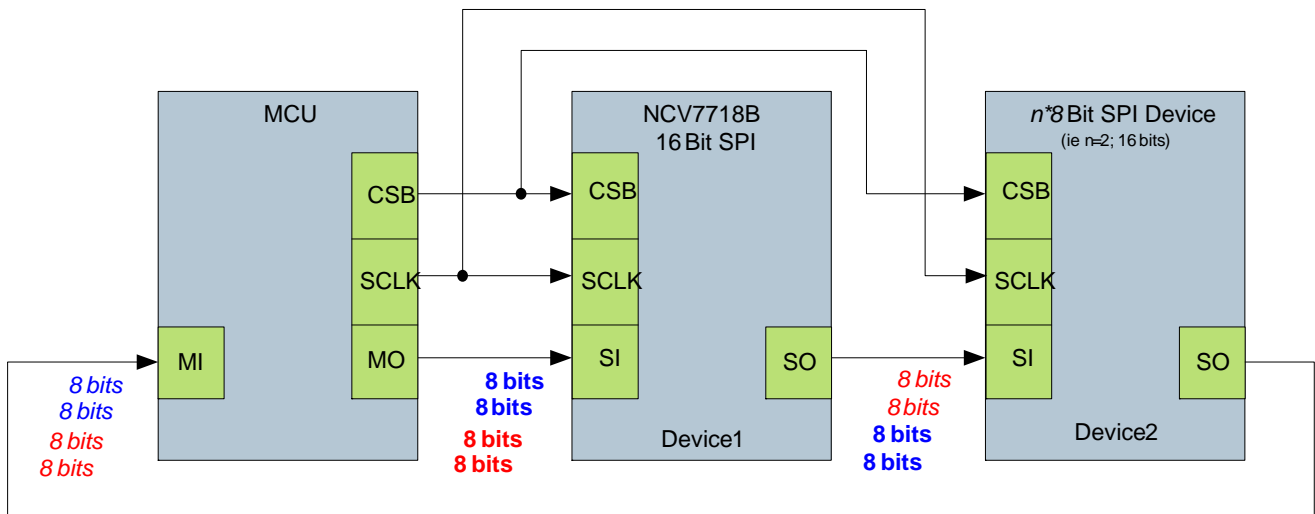 MCU
CSB
SCLK
MI
MO
8 bits
8 bits
8 bits
8 bits
8 bits
8 bits
8 bits
8 bits
NCV7718B
16 Bit SPI
CSB
SCLK
SI
SO
Device1
8 bits
8 bits
8 bits
8 bits
n*8 Bit SPI Device
(ie n=2; 16 bits)
CSB
SCLK
SI
SO
Device2